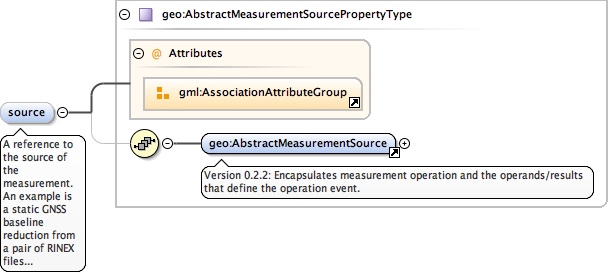 geo:AbstractMeasurementSourcePropertyType
@ Attributes
gml:AssociationAttributeGroup
source
A reference to
the source of
the
measurement.
An example is
a static GNSS
baseline
reduction from
a pair of RINEX
files...
geo:AbstractMeasurementSource
Version 0.2.2: Encapsulates measurement operation and the operands/results
that define the operation event.